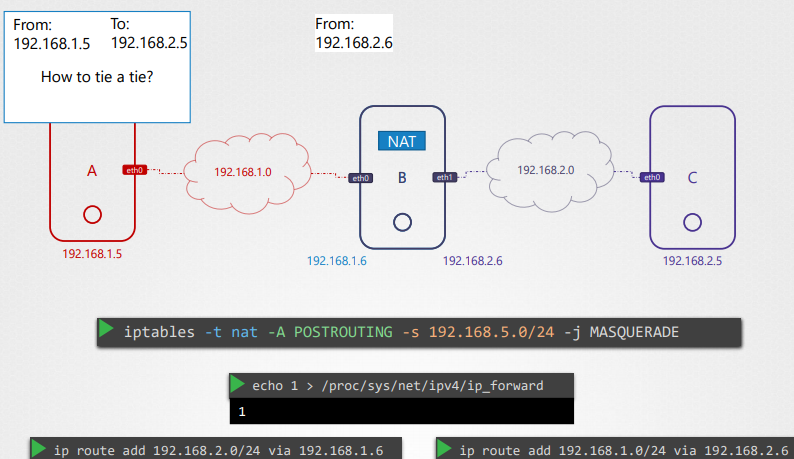 From: To:
192.168.1.5 192.168.2.5
How to tie a tie?
From:
192.168.2.6
NAT
A eth0 192.168.1.0 eth0 B eth1 192.168.2.0 eth0 C
192.168.1.5 192.168.1.6 192.168.2.6 192.168.2.5
iptables -t nat -A POSTROUTING -s 192.168.5.0/24 -j MASQUERADE
echo 1 > /proc/sys/net/ipv4/ip_forward
1
ip route add 192.168.2.0/24 via 192.168.1.6
ip route add 192.168.1.0/24 via 192.168.2.6